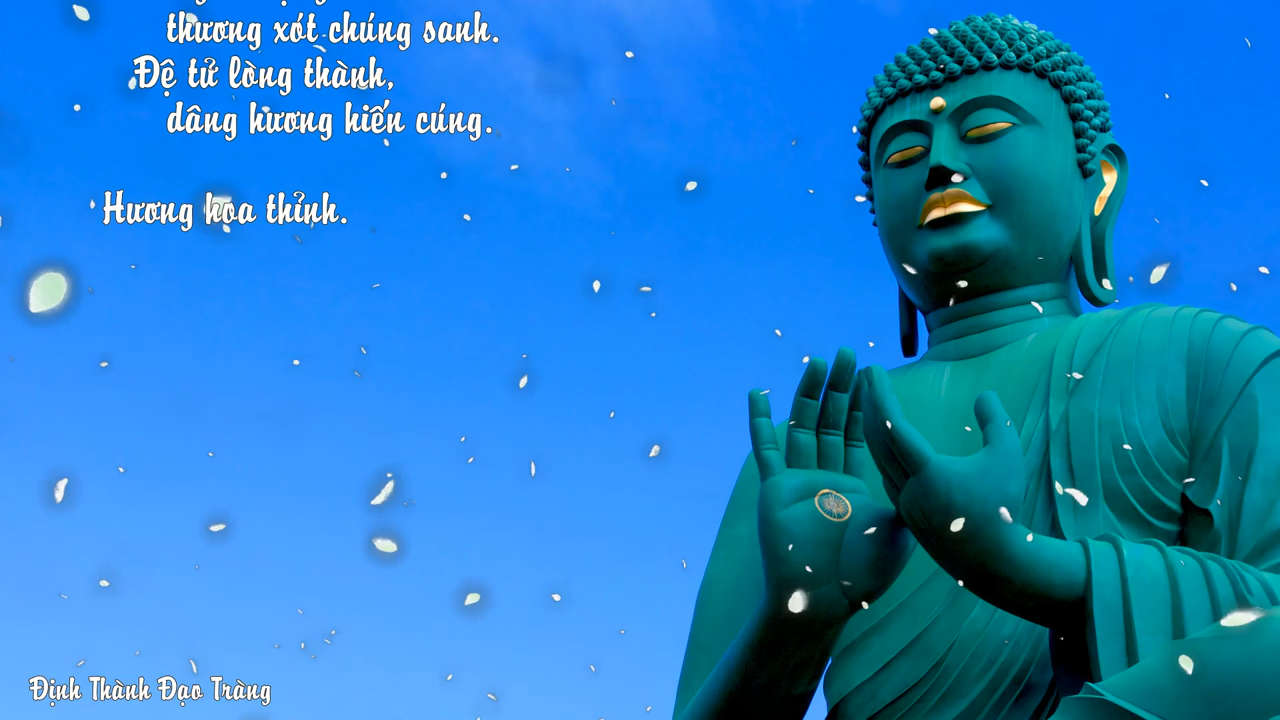 thương xót chúng sanh.
Đệ tử lòng thành,
dâng hương hiến cúng.
Hương hoa thỉnh.
Định Thành Đạo Tràng